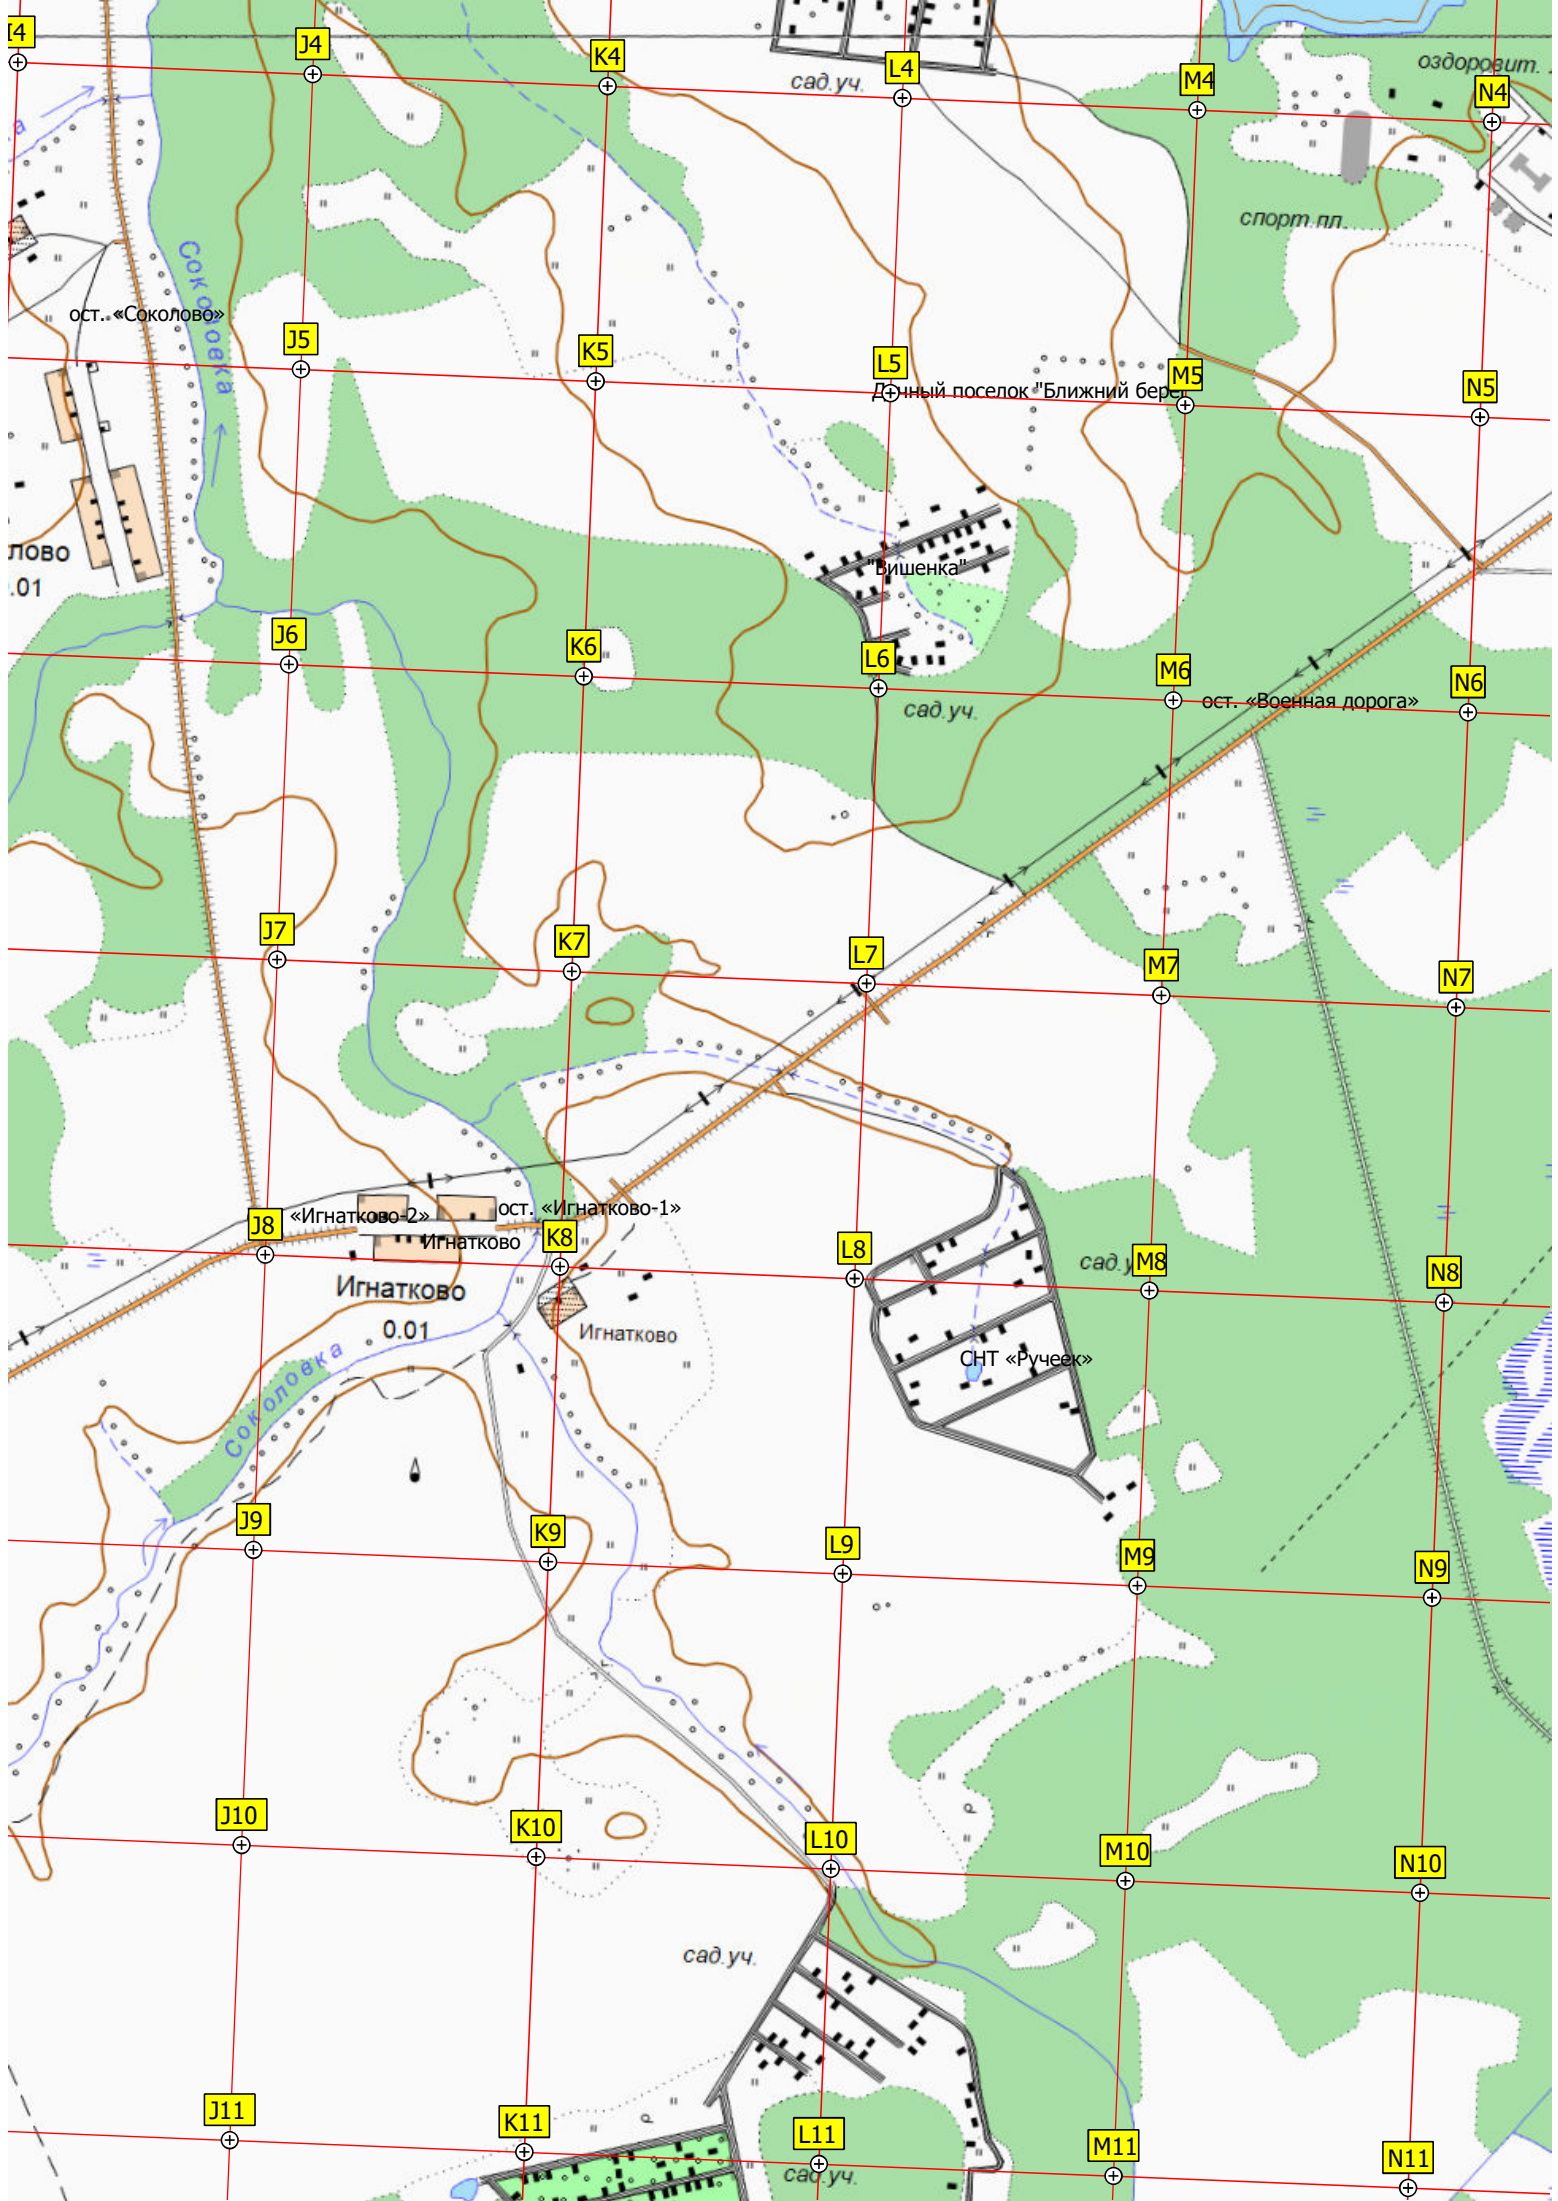 I4
J4
K4
L4
M4
N4
сад.уч.
оздоровит.
спорт.пл.
Соколовка
ост. «Соколово»
J5
K5
L5
M5
N5
Дачный поселок "Ближний берег
"Вишенка"
лово
.01
J6
K6
L6
M6
N6
сад.уч.
ост. «Военная дорога»
J7
K7
L7
M7
N7
«Игнатково-2»
ост. «Игнатково-1»
Игнатково
J8
K8
L8
M8
N8
сад.у
Игнатково
0.01
Игнатково
Соколовка
СНТ «Ручеек»
J9
K9
L9
M9
N9
J10
K10
L10
M10
N10
сад.уч.
J11
K11
L11
M11
N11
сад.уч.